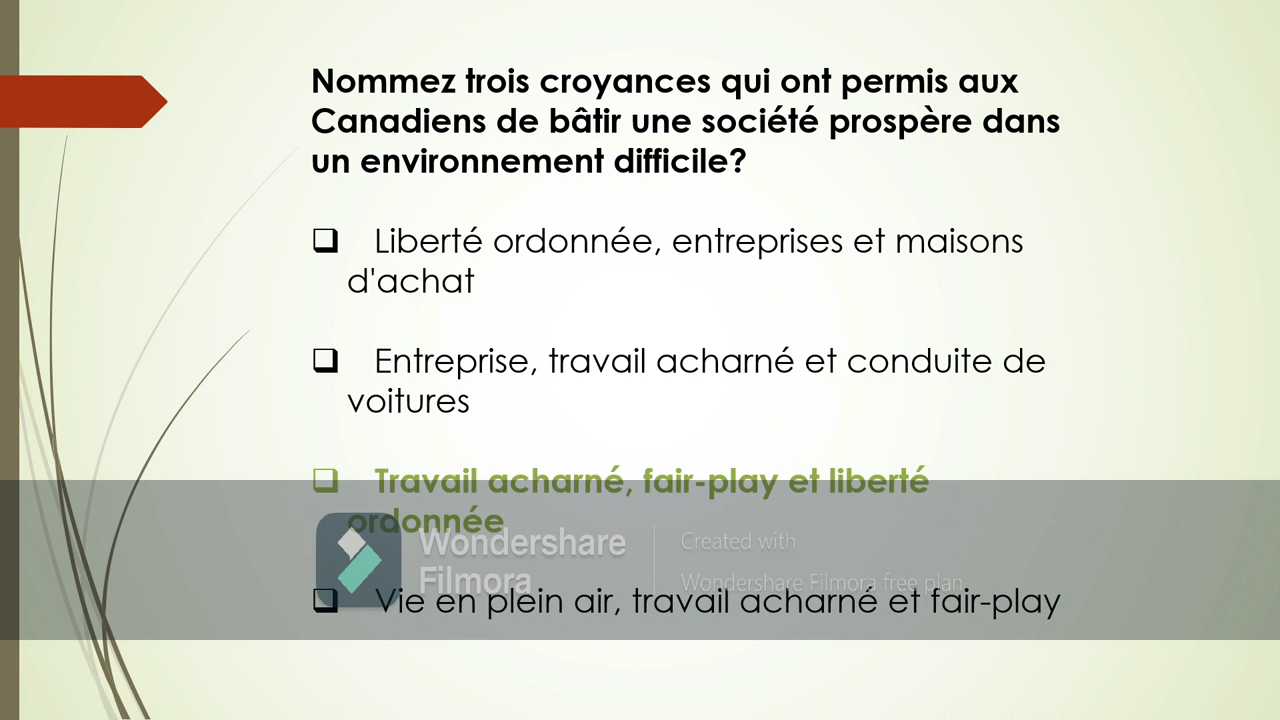 Nommez trois croyances qui ont permis aux
Canadiens de bâtir une société prospère dans
un environnement difficile?
Liberté ordonnée, entreprises et maisons
d'achat
Entreprise, travail acharné et conduite de
voitures
Travail acharné, fair-play et liberté
ordonnée
Wondershare
Filmora
Created with
Wondershare Filmora free plan
Vie en plein air, travail acharné et fair-play